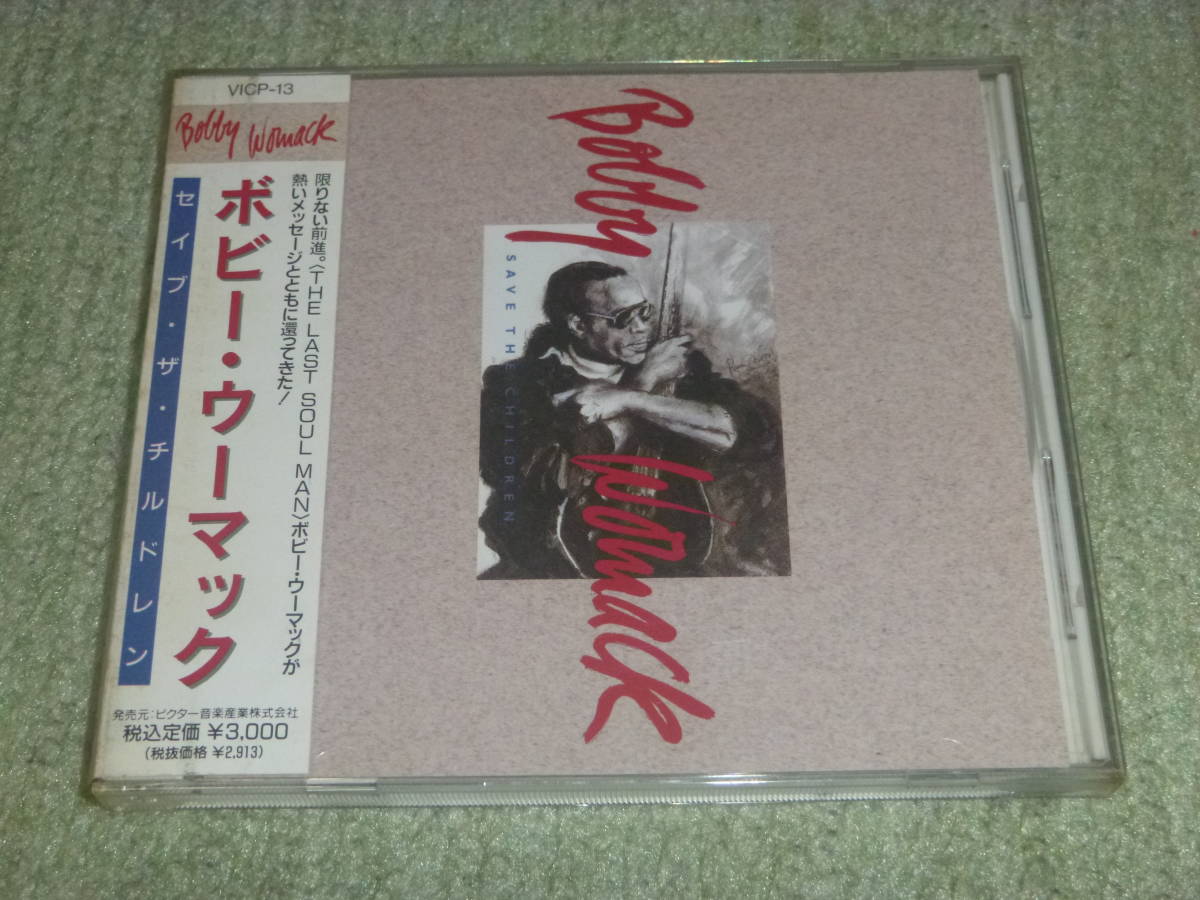 VICP-13
Bobby Womack
限りない前進。〈THE LAST SOUL MAN〉ボビー・ウーマックが
熱いメッセージとともに還ってきた!
ボビー・ウーマック
セイブ・ザ・チルドレン
発売元:ビクター音楽産業株式会社
税込定価 ¥3,000
(税抜価格 ¥2,913)
Bobby Womack
SAVE THE CHILDREN